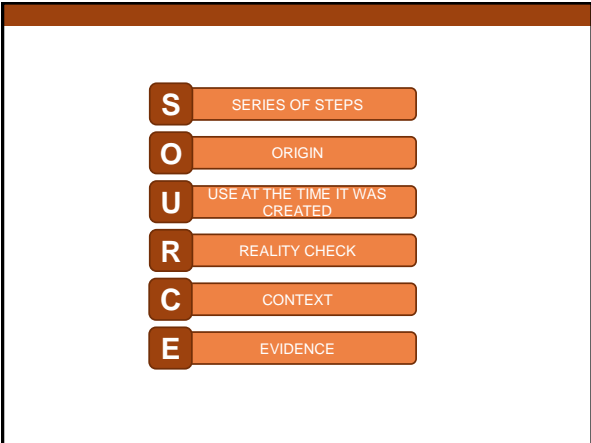 S SERIES OF STEPS
O ORIGIN
U USE AT THE TIME IT WAS
CREATED
R REALITY CHECK
C CONTEXT
E EVIDENCE